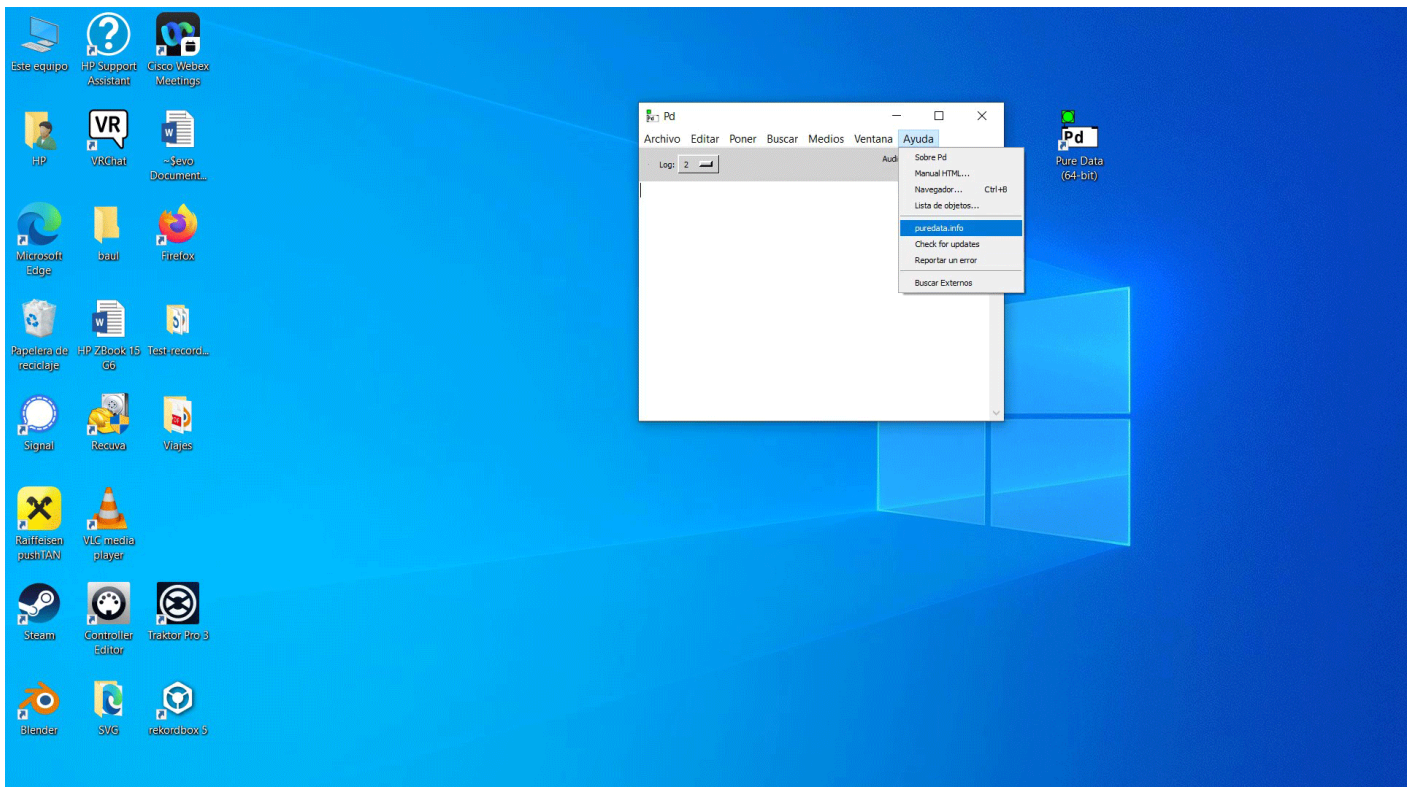 Este equipo
HP Support
Assistant
Cisco Webex
Meetings
HP
VR
VRChat
~$evo
Document...
Microsoft
Edge
baul
Firefox
Papelera de
reciclaje
HP ZBook 15
G6
Test-record...
Signal
Recuva
Viajes
Raiffeisen
pushTAN
VLC media
player
Steam
Controller
Editor
Traktor Pro 3
Blender
SVG
rekordbox 5
Pd
Archivo Editar Poner Buscar Medios Ventana Ayuda
Log: 2
Audi
Sobre Pd
Manual HTML...
Navegador... Ctrl+B
Lista de objetos...
puredata.info
Check for updates
Reportar un error
Buscar Externos
Pd
Pure Data
(64-bit)